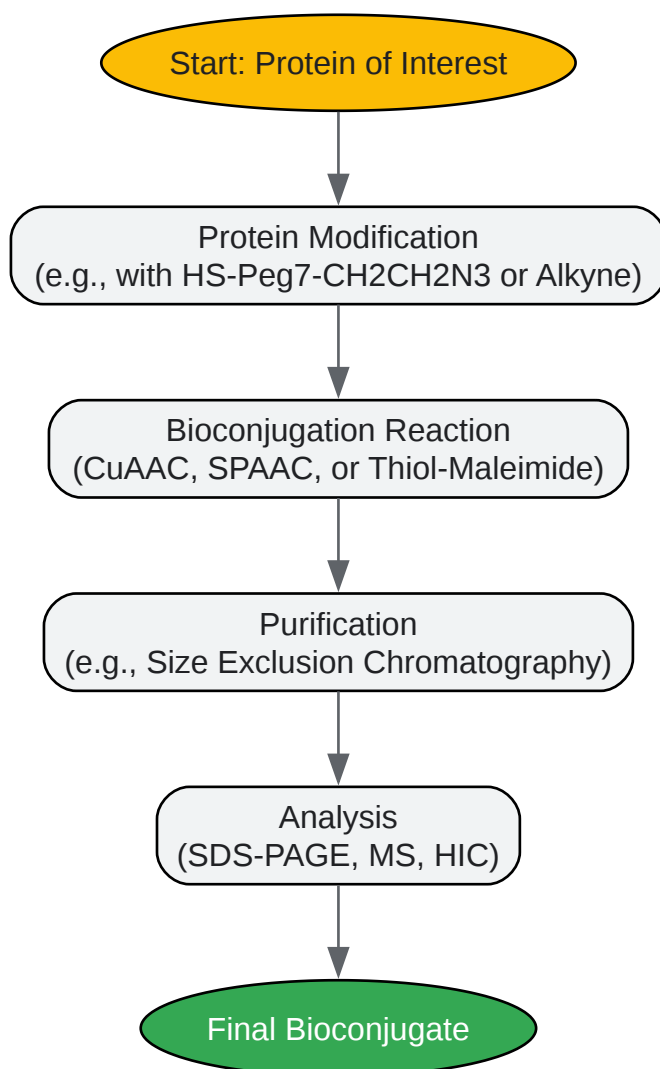 Start: Protein of Interest
Protein Modification
(e.g., with HS-Peg7-CH2CH2N3 or Alkyne)
Bioconjugation Reaction
(CuAAC, SPAAC, or Thiol-Maleimide)
Purification
(e.g., Size Exclusion Chromatography)
Analysis
(SDS-PAGE, MS, HIC)
Final Bioconjugate